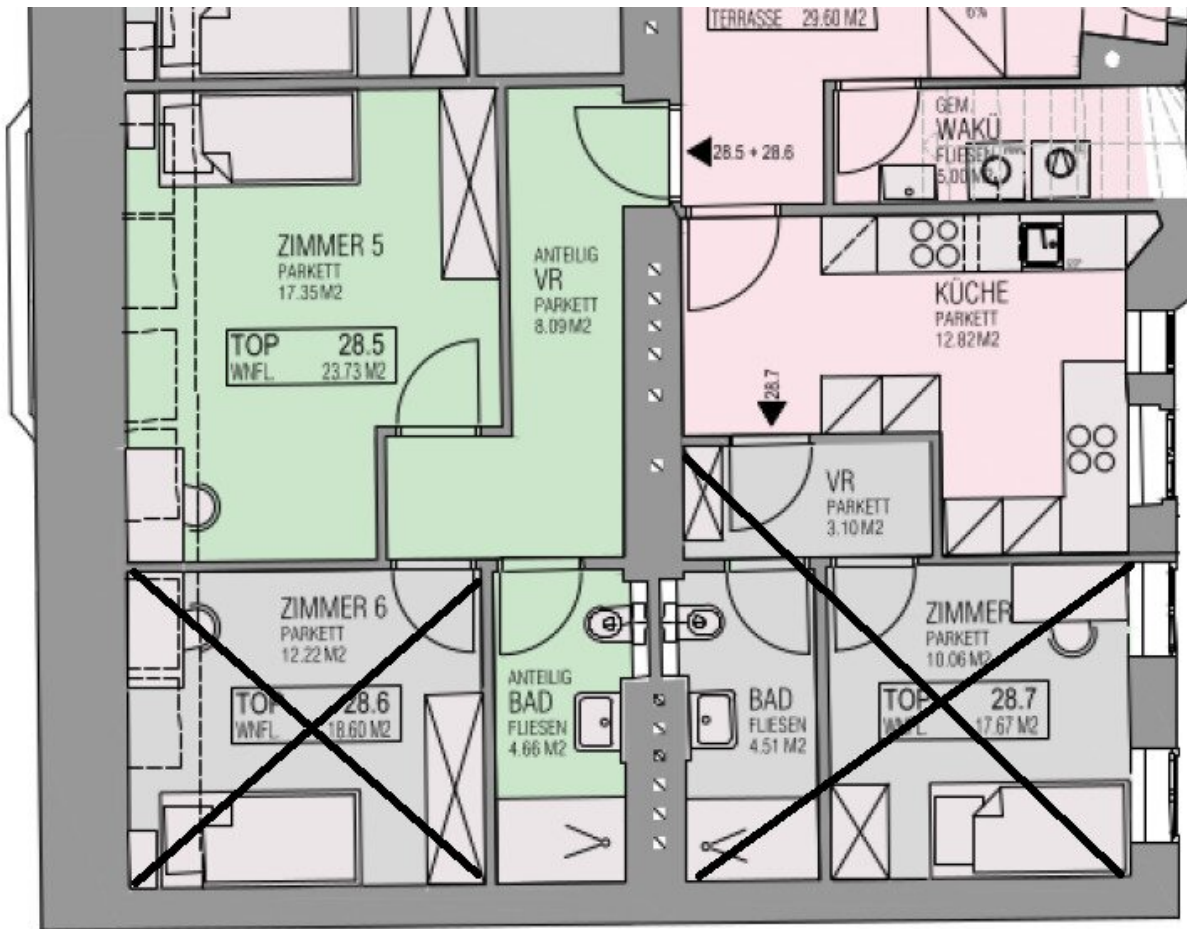 TERRASSE 29.60 M2
6%
28.5 + 28.6
GEM.
WAKÜ
FLIESEN
5.00 M2
ZIMMER 5
PARKETT
17.35 M2
TOP 28.5
WNFL. 23.73 M2
ANTEILIG
VR
PARKETT
8.09 M2
KÜCHE
PARKETT
12.82 M2
28.7
VR
PARKETT
3.10 M2
ZIMMER 6
PARKETT
12.22 M2
TOP 28.6
WNFL. 18.60 M2
ANTEILIG
BAD
FLIESEN
4.66 M2
BAD
FLIESEN
4.51 M2
ZIMMER
PARKETT
10.06 M2
TOP 28.7
WNFL. 17.67 M2